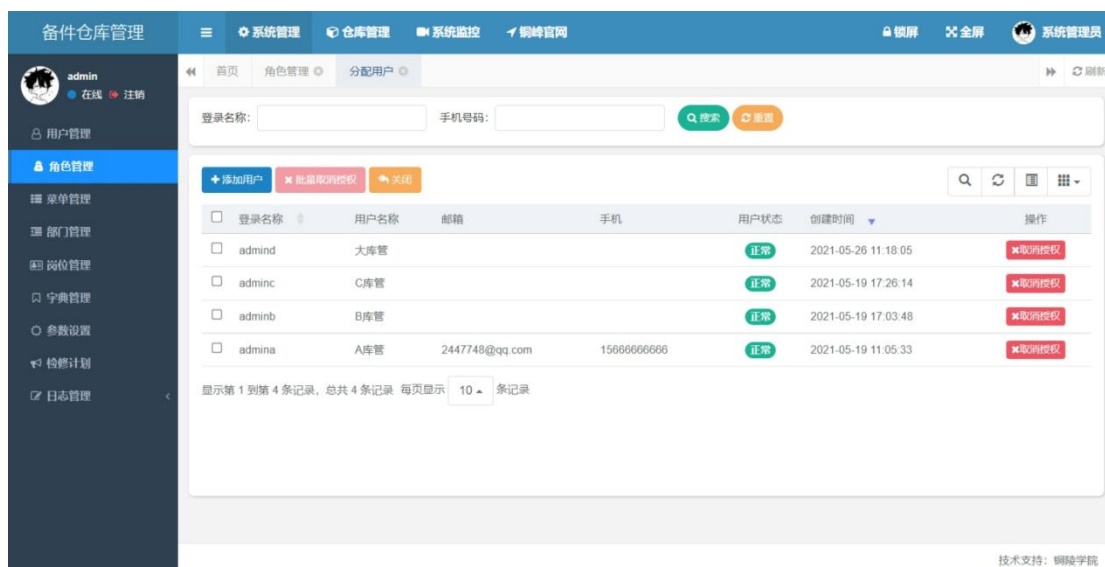 备件仓库管理 系统管理 仓库管理 系统监控 铜峰官网 锁屏 全屏 系统管理员
admin
在线 注销
首页 角色管理 分配用户 刷新
登录名称: 手机号码: 搜索 重置
用户管理
角色管理
菜单管理
部门管理
岗位管理
字典管理
参数设置
检修计划
日志管理
添加用户 批量取消授权 关闭
登录名称 用户名称 邮箱 手机 用户状态 创建时间 操作
admind 大库管 正常 2021-05-26 11:18:05 取消授权
adminc C库管 正常 2021-05-19 17:26:14 取消授权
adminb B库管 正常 2021-05-19 17:03:48 取消授权
admina A库管 2447748@qq.com 15666666666 正常 2021-05-19 11:05:33 取消授权
显示第 1 到第 4 条记录，总共 4 条记录 每页显示 10 条记录
技术支持：铜陵学院